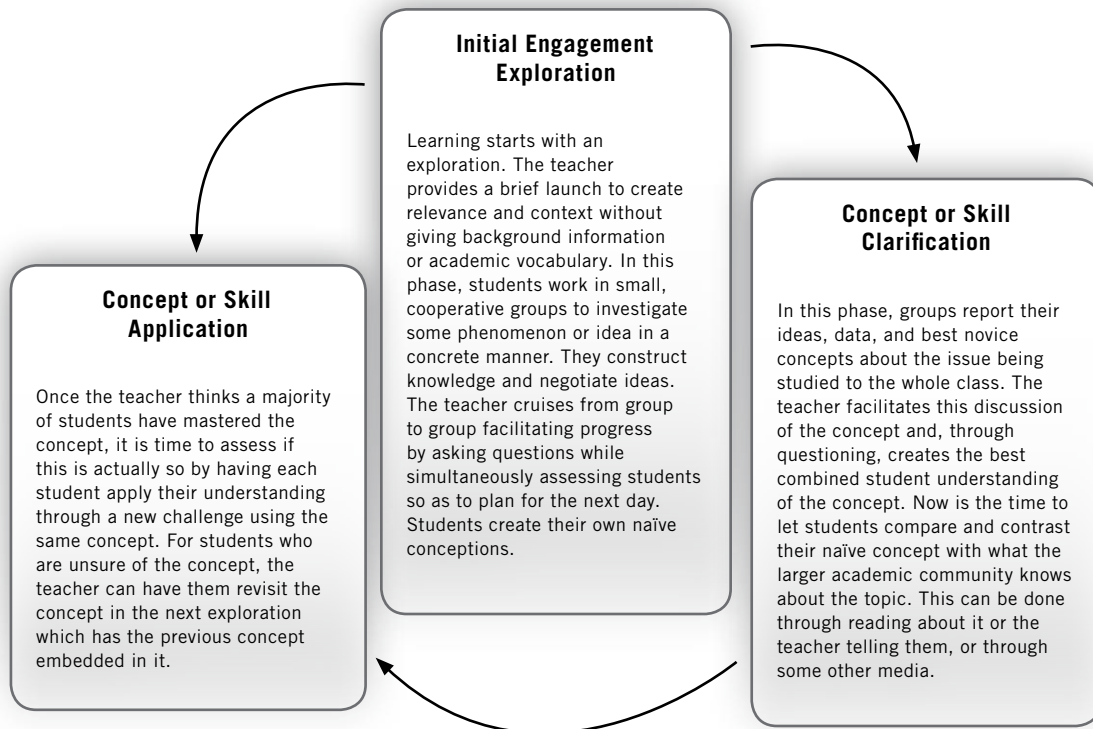 Initial Engagement
Exploration
Learning starts with an
exploration. The teacher
provides a brief launch to create
relevance and context without
giving background information
or academic vocabulary. In this
phase, students work in small,
cooperative groups to investigate
some phenomenon or idea in a
concrete manner. They construct
knowledge and negotiate ideas.
The teacher cruises from group
to group facilitating progress
by asking questions while
simultaneously assessing students
so as to plan for the next day.
Students create their own naïve
conceptions.
Concept or Skill
Clarification
In this phase, groups report their
ideas, data, and best novice
concepts about the issue being
studied to the whole class. The
teacher facilitates this discussion
of the concept and, through
questioning, creates the best
combined student understanding
of the concept. Now is the time to
let students compare and contrast
their naïve concept with what the
larger academic community knows
about the topic. This can be done
through reading about it or the
teacher telling them, or through
some other media.
Concept or Skill
Application
Once the teacher thinks a majority
of students have mastered the
concept, it is time to assess if
this is actually so by having each
student apply their understanding
through a new challenge using the
same concept. For students who
are unsure of the concept, the
teacher can have them revisit the
concept in the next exploration
which has the previous concept
embedded in it.